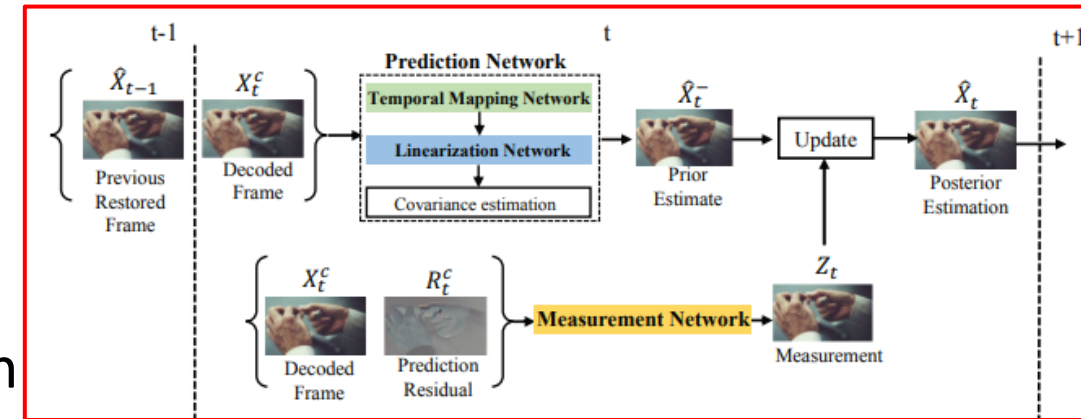 t-1
t
t+1
Prediction Network
X̂_{t-1}
X_t^c
Temporal Mapping Network
X̂_t^-
X̂_t
Linearization Network
Update
Previous
Restored
Frame
Decoded
Frame
Covariance estimation
Prior
Estimate
Posterior
Estimation
X_t^c
R_t^c
Z_t
Measurement Network
Decoded
Frame
Prediction
Residual
Measurement
n